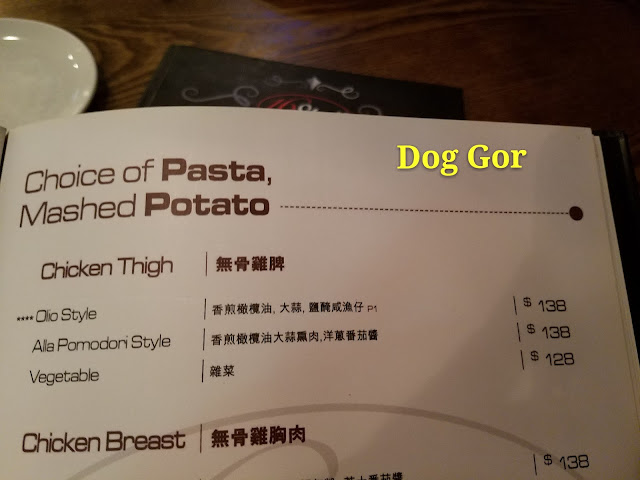 Dog Gor
Choice of Pasta,
Mashed Potato
Chicken Thigh 無骨雞脾
**** Olio Style 香煎橄欖油, 大蒜, 鹽醃咸漁仔 P1 $ 138
Alla Pomodori Style 香煎橄欖油大蒜燻肉,洋蔥番茄醬 $ 138
Vegetable 雜菜 $ 128
Chicken Breast 無骨雞胸肉
$ 138